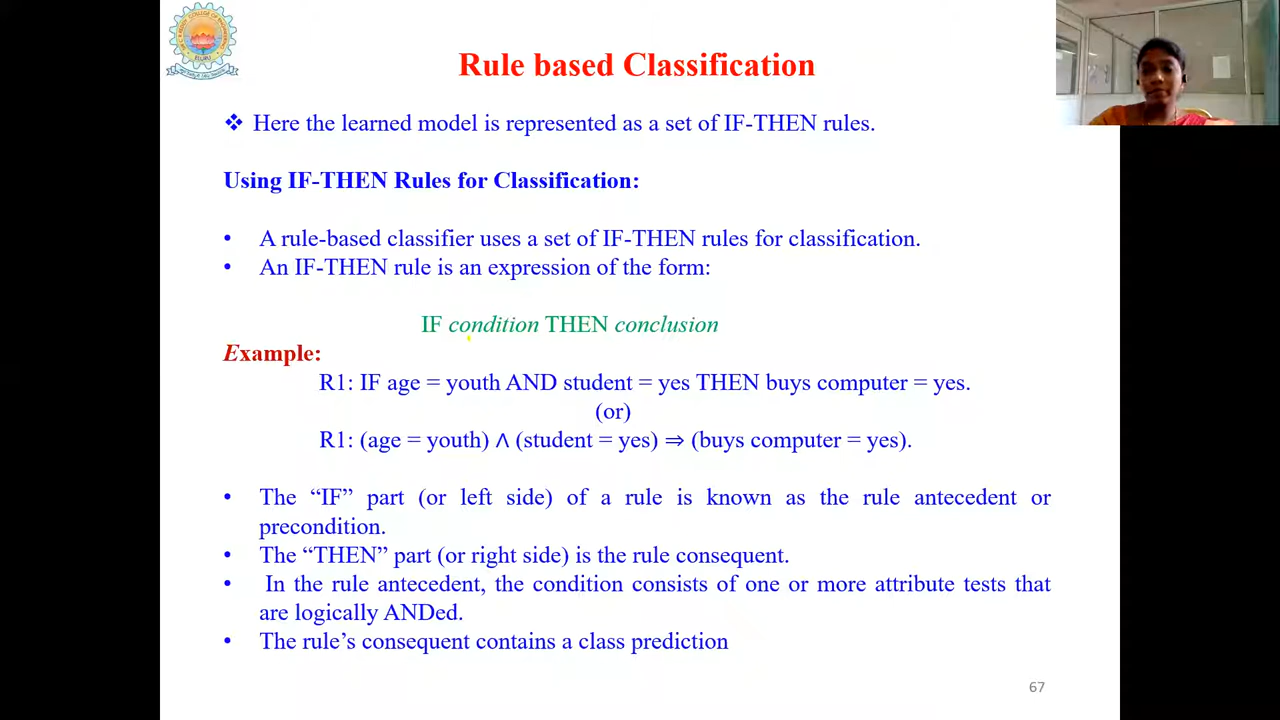 Rule based Classification
❖ Here the learned model is represented as a set of IF-THEN rules.
Using IF-THEN Rules for Classification:
• A rule-based classifier uses a set of IF-THEN rules for classification.
• An IF-THEN rule is an expression of the form:
IF condition THEN conclusion
Example:
R1: IF age = youth AND student = yes THEN buys computer = yes.
(or)
R1: (age = youth) ∧ (student = yes) ⇒ (buys computer = yes).
• The “IF” part (or left side) of a rule is known as the rule antecedent or
precondition.
• The “THEN” part (or right side) is the rule consequent.
• In the rule antecedent, the condition consists of one or more attribute tests that
are logically ANDed.
• The rule’s consequent contains a class prediction
67